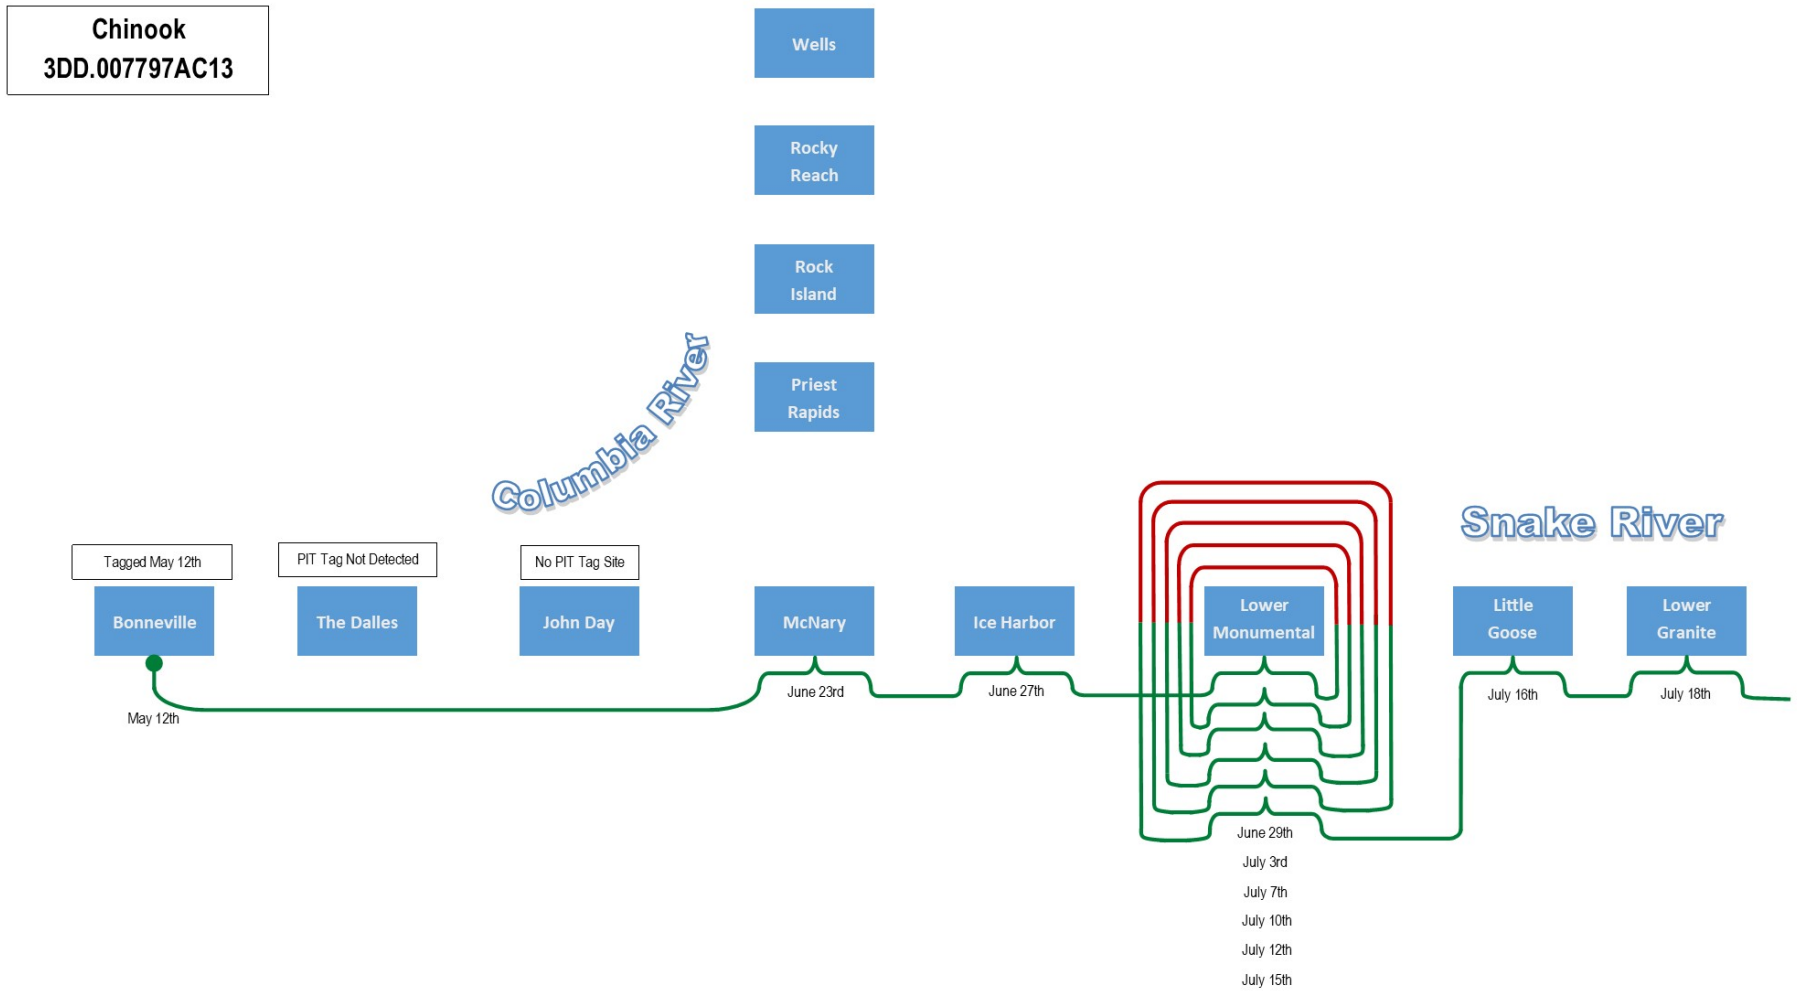 Chinook
3DD.007797AC13
Wells
Rocky
Reach
Rock
Island
Priest
Rapids
Columbia River
Snake River
Tagged May 12th
PIT Tag Not Detected
No PIT Tag Site
Bonneville
The Dalles
John Day
McNary
Ice Harbor
Lower
Monumental
Little
Goose
Lower
Granite
May 12th
June 23rd
June 27th
July 16th
July 18th
June 29th
July 3rd
July 7th
July 10th
July 12th
July 15th